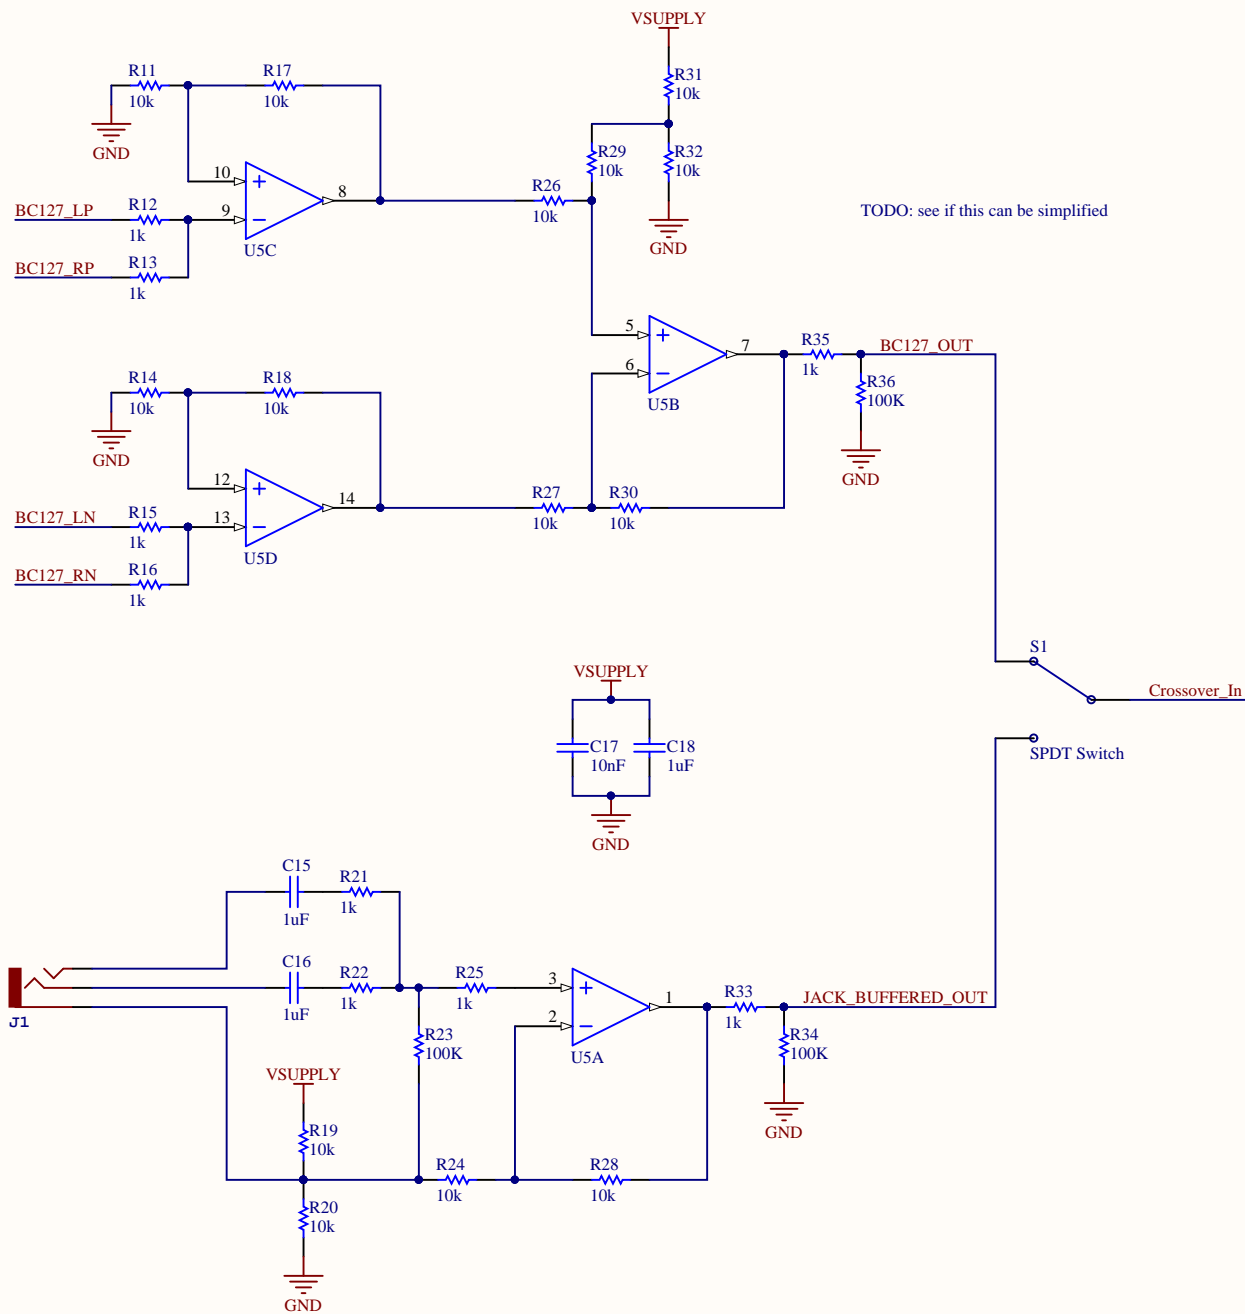 VSUPPLY
R11
10k
R17
10k
R31
10k
GND
R29
10k
R32
10k
10
9
8
U5C
BC127_LP
R12
1k
BC127_RP
R13
1k
R26
10k
GND
TODO: see if this can be simplified
5
6
7
U5B
R35
1k
BC127_OUT
R36
100K
GND
R14
10k
R18
10k
GND
12
13
14
U5D
BC127_LN
R15
1k
BC127_RN
R16
1k
R27
10k
R30
10k
S1
Crossover_In
SPDT Switch
VSUPPLY
C17
10nF
C18
1uF
GND
C15
1uF
R21
1k
C16
1uF
R22
1k
R25
1k
J1
3
2
1
U5A
R33
1k
JACK_BUFFERED_OUT
R23
100K
R34
100K
GND
VSUPPLY
R19
10k
R24
10k
R28
10k
R20
10k
GND